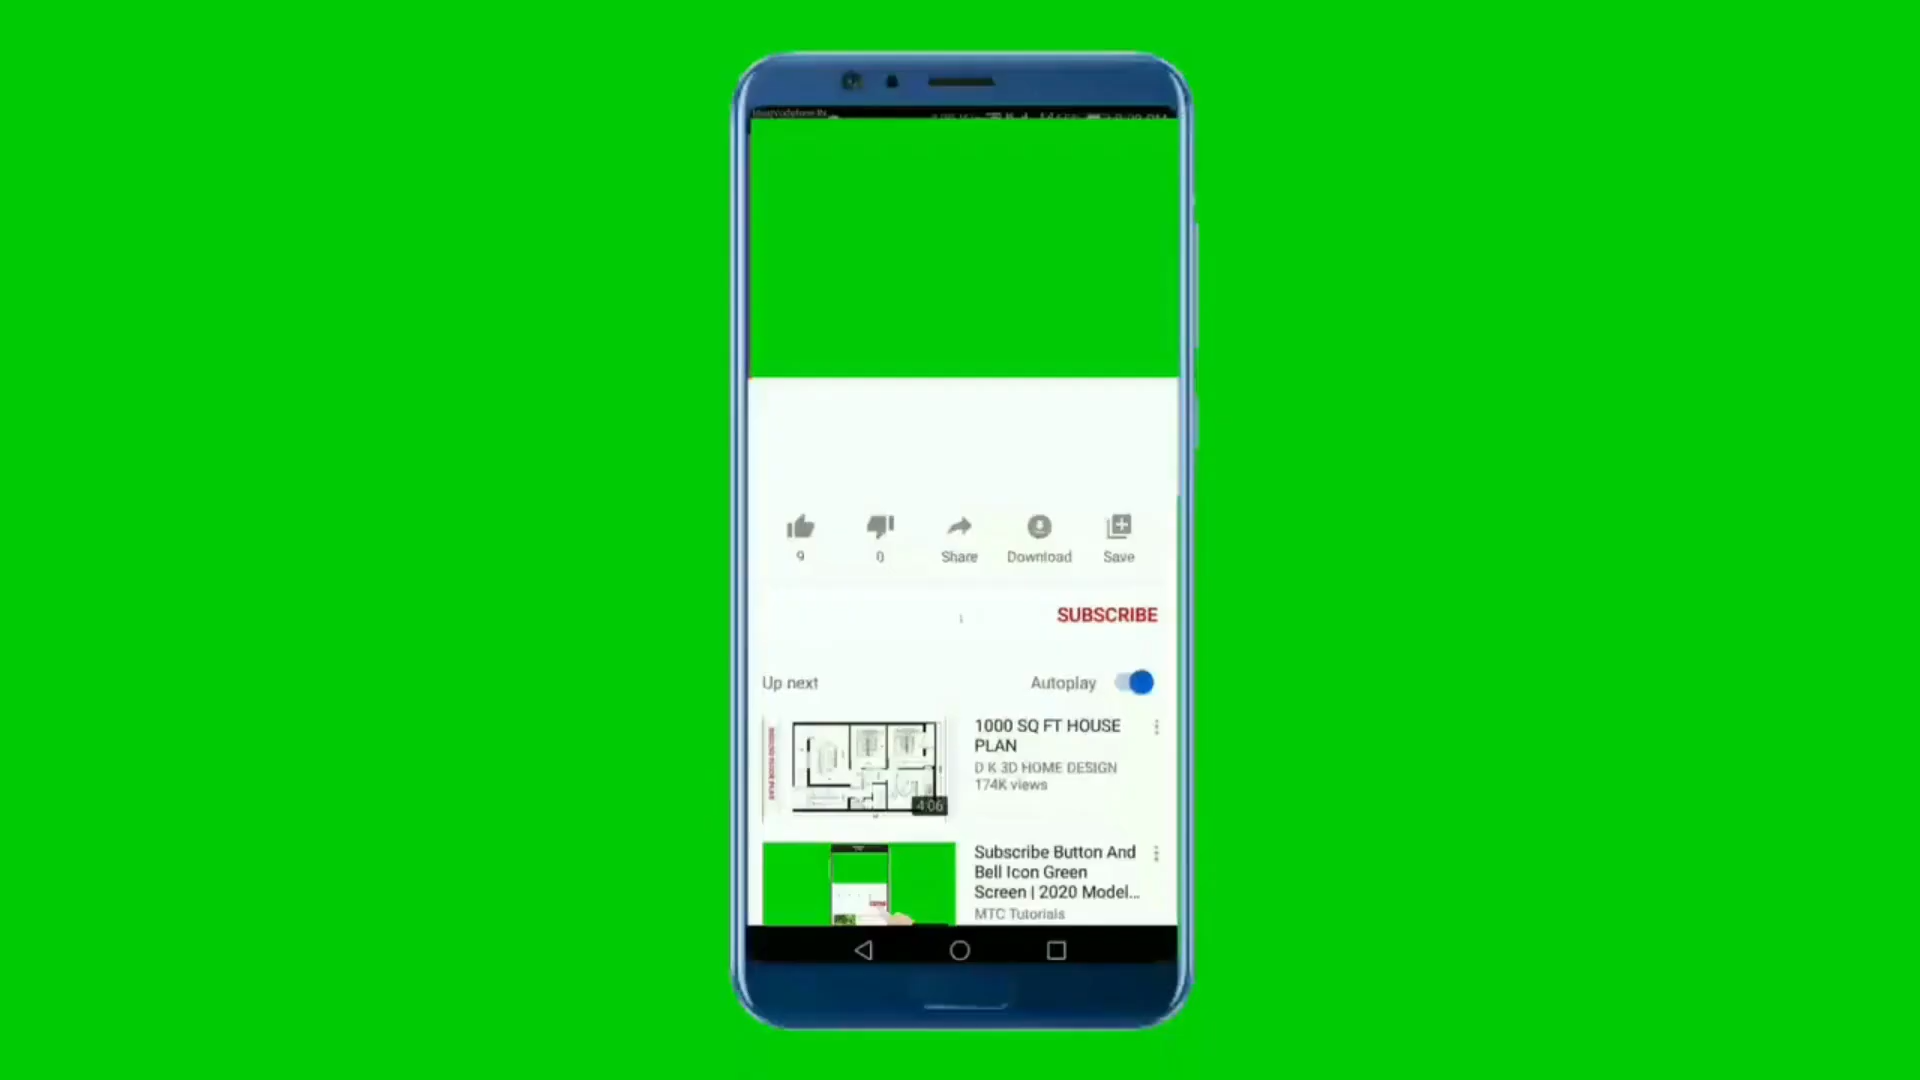 9
0
Share
Download
Save
SUBSCRIBE
Up next
Autoplay
1000 SQ FT HOUSE
PLAN
D K 3D HOME DESIGN
174K views
4:06
Subscribe Button And
Bell Icon Green
Screen | 2020 Model...
MTC Tutorials